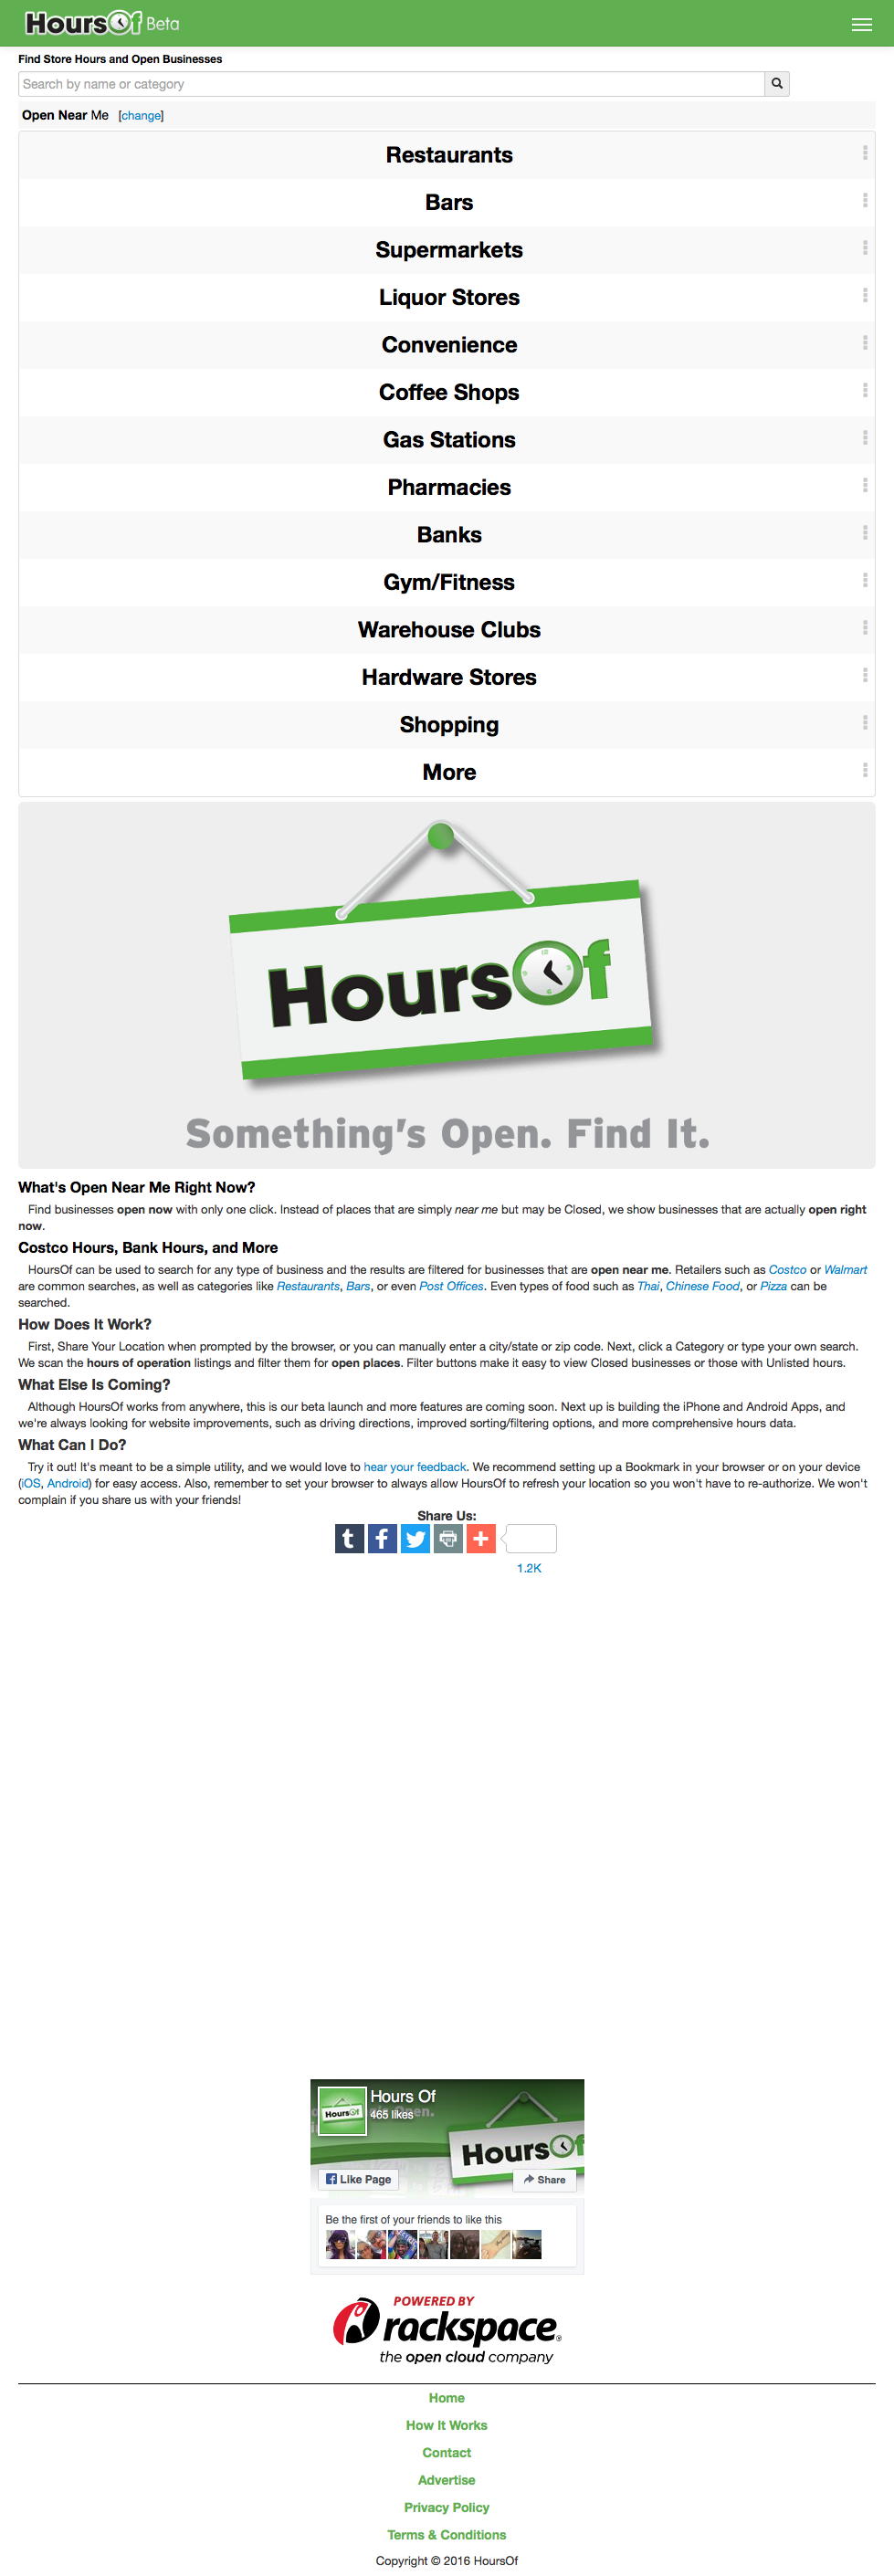 HoursOf Beta
Find Store Hours and Open Businesses
Search by name or category
Open Near Me [change]
Restaurants
Bars
Supermarkets
Liquor Stores
Convenience
Coffee Shops
Gas Stations
Pharmacies
Banks
Gym/Fitness
Warehouse Clubs
Hardware Stores
Shopping
More
HoursOf
Something's Open. Find It.
What's Open Near Me Right Now?
Find businesses open now with only one click. Instead of places that are simply near me but may be Closed, we show businesses that are actually open right
now.
Costco Hours, Bank Hours, and More
HoursOf can be used to search for any type of business and the results are filtered for businesses that are open near me. Retailers such as Costco or Walmart
are common searches, as well as categories like Restaurants, Bars, or even Post Offices. Even types of food such as Thai, Chinese Food, or Pizza can be
searched.
How Does It Work?
First, Share Your Location when prompted by the browser, or you can manually enter a city/state or zip code. Next, click a Category or type your own search.
We scan the hours of operation listings and filter them for open places. Filter buttons make it easy to view Closed businesses or those with Unlisted hours.
What Else Is Coming?
Although HoursOf works from anywhere, this is our beta launch and more features are coming soon. Next up is building the iPhone and Android Apps, and
we're always looking for website improvements, such as driving directions, improved sorting/filtering options, and more comprehensive hours data.
What Can I Do?
Try it out! It's meant to be a simple utility, and we would love to hear your feedback. We recommend setting up a Bookmark in your browser or on your device
(iOS, Android) for easy access. Also, remember to set your browser to always allow HoursOf to refresh your location so you won't have to re-authorize. We won't
complain if you share us with your friends!
Share Us:
1.2K
Hours Of
465 likes
HoursOf
HoursOf
Like Page
Share
Be the first of your friends to like this
POWERED BY
rackspace®
the open cloud company
Home
How It Works
Contact
Advertise
Privacy Policy
Terms & Conditions
Copyright © 2016 HoursOf